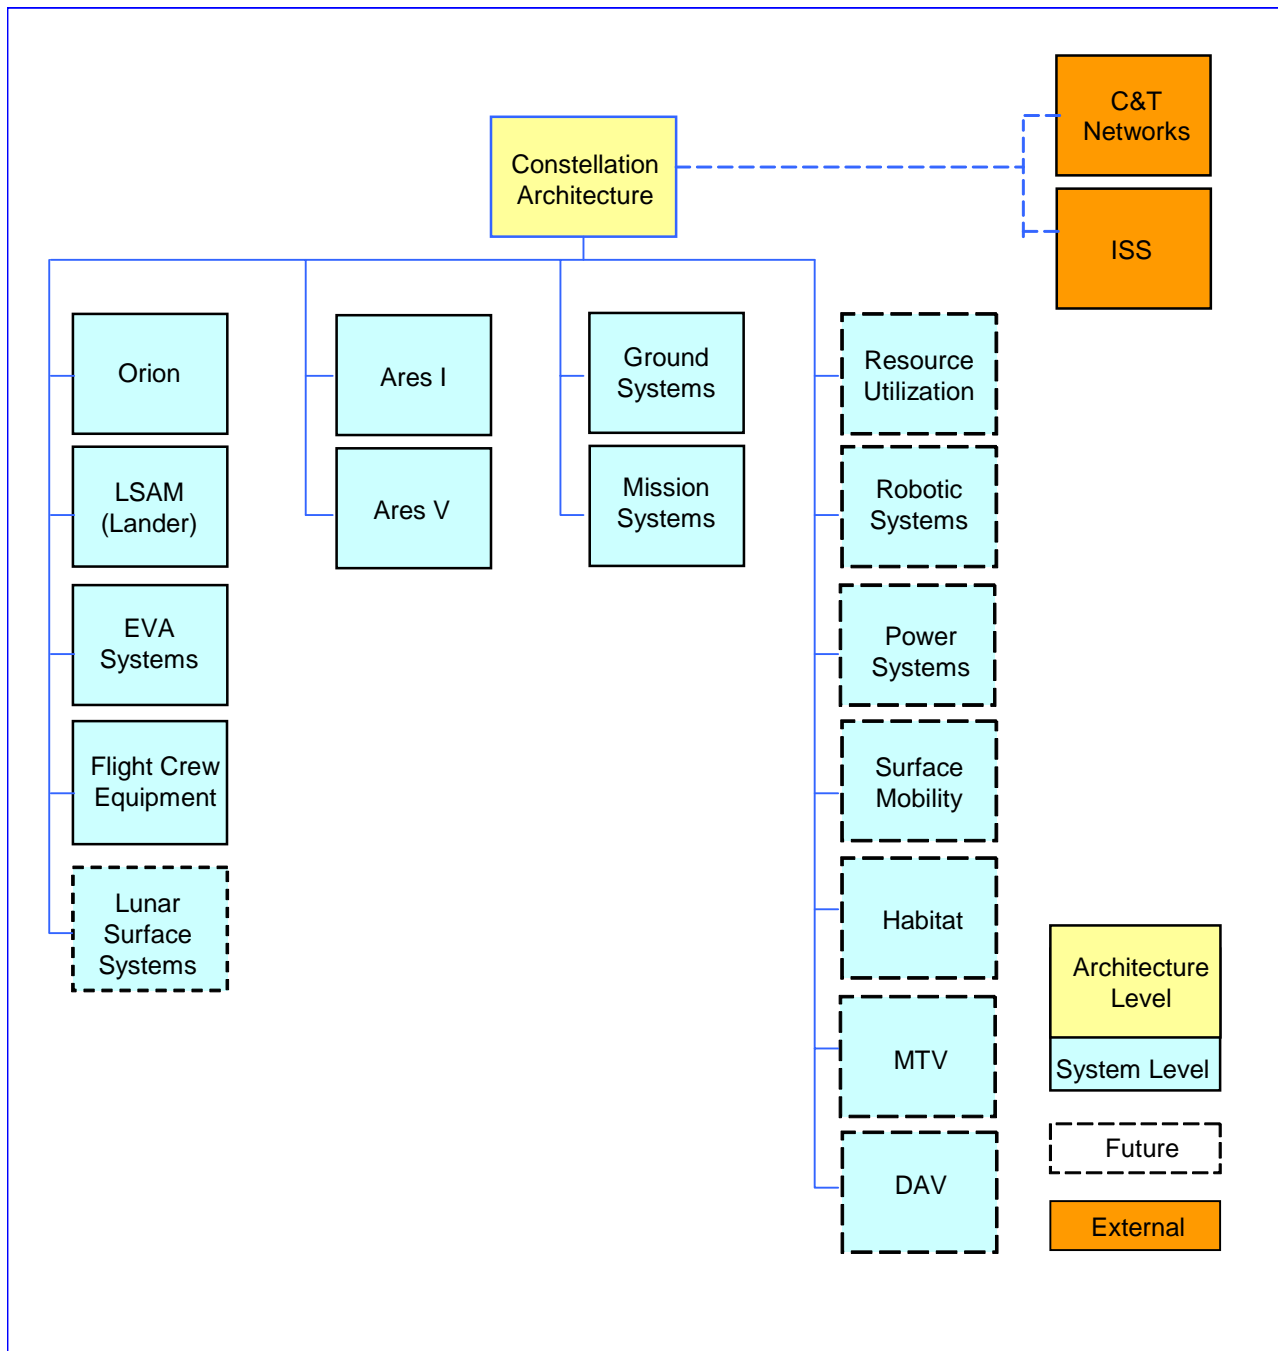 C&T
Networks
Constellation
Architecture
ISS
Orion
Ares I
Ground
Systems
Resource
Utilization
LSAM
(Lander)
Ares V
Mission
Systems
Robotic
Systems
EVA
Systems
Power
Systems
Flight Crew
Equipment
Surface
Mobility
Lunar
Surface
Systems
Habitat
MTV
DAV
Architecture
Level
System Level
Future
External